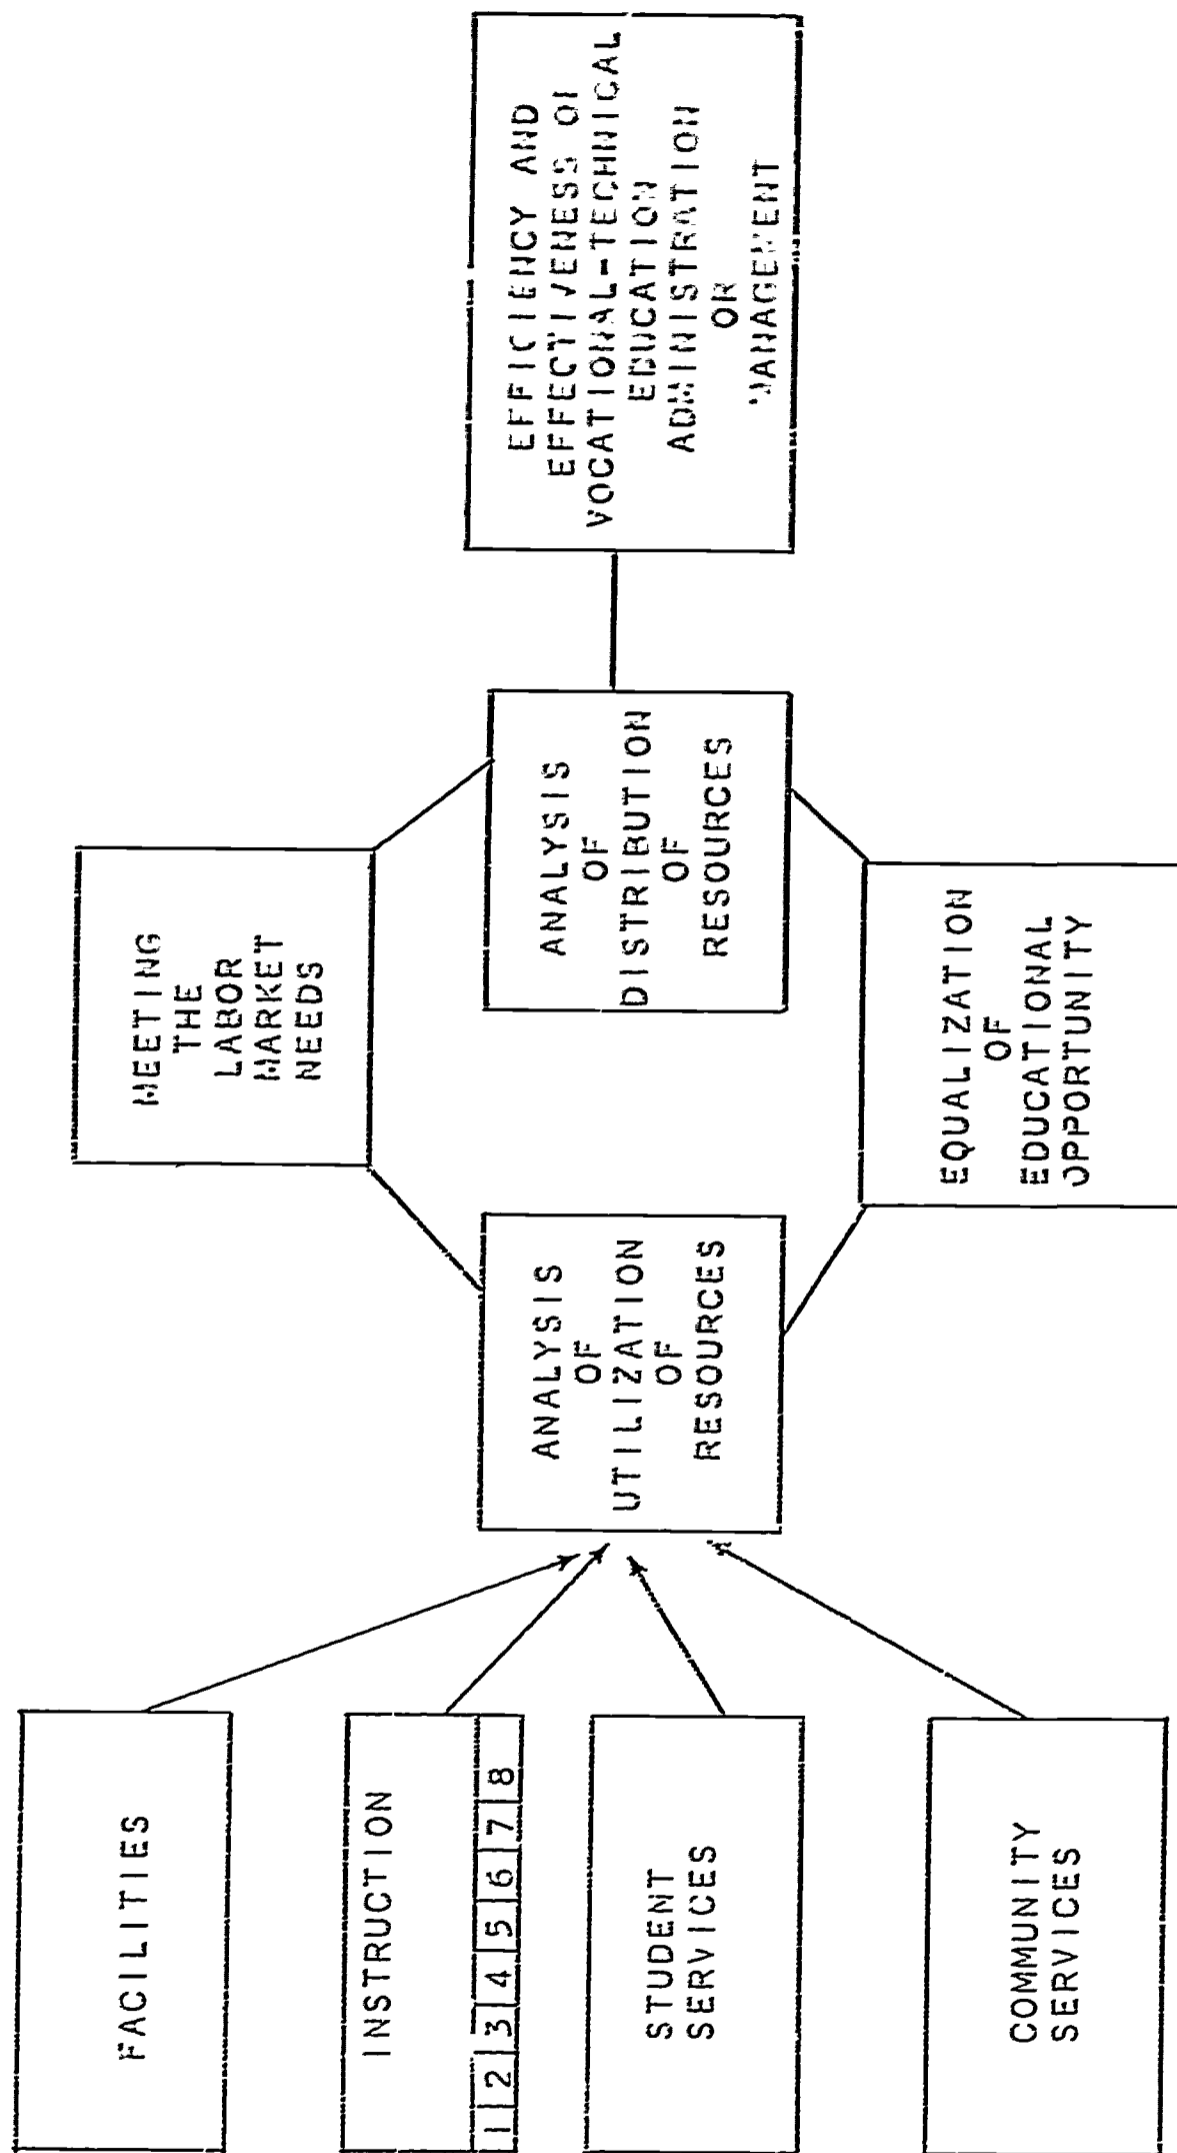 FACILITIES
INSTRUCTION
1 2 3 4 5 6 7 8
STUDENT
SERVICES
COMMUNITY
SERVICES
ANALYSIS
OF
UTILIZATION
OF
RESOURCES
MEETING
THE
LABOR
MARKET
NEEDS
EQUALIZATION
OF
EDUCATIONAL
OPPORTUNITY
ANALYSIS
OF
DISTRIBUTION
OF
RESOURCES
EFFICIENCY AND
EFFECTIVENESS OF
VOCATIONAL-TECHNICAL
EDUCATION
ADMINISTRATION
OR
MANAGEMENT